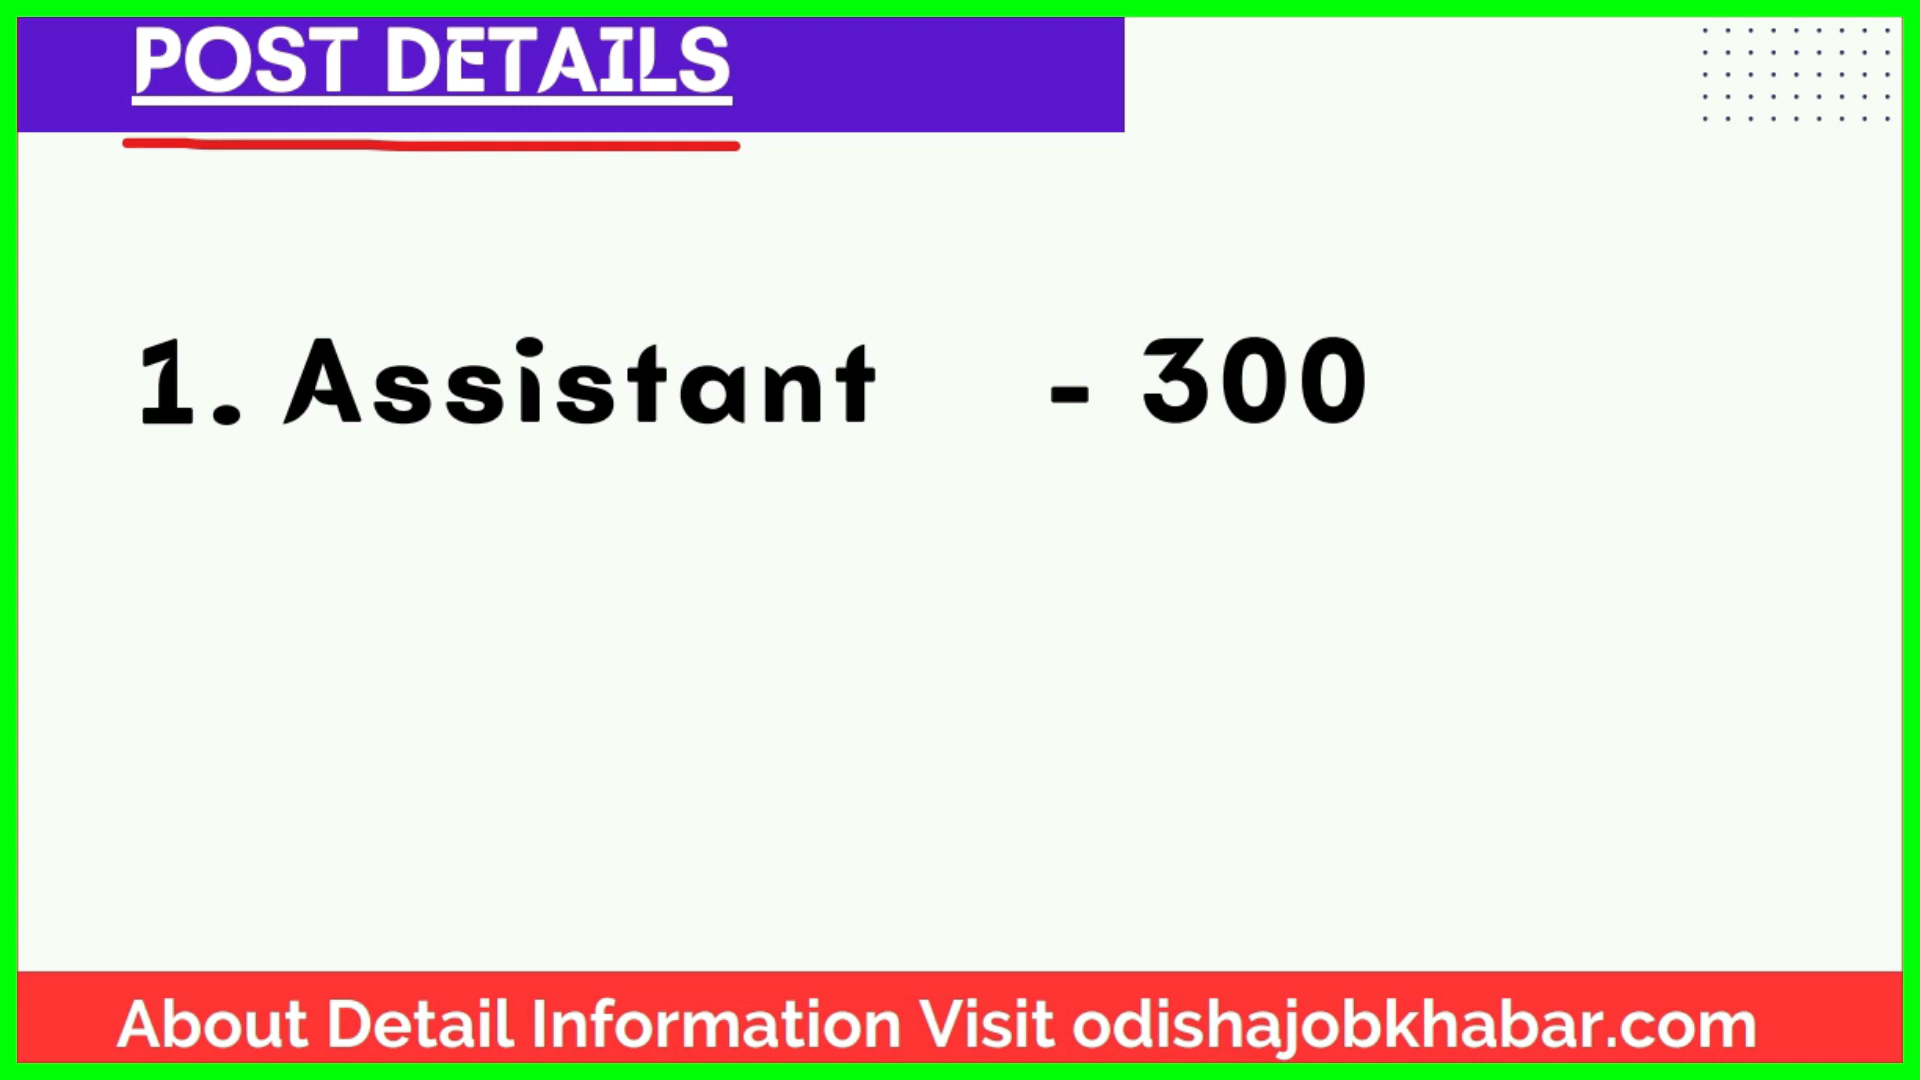 POST DETAILS
1. Assistant - 300
About Detail Information Visit odishajobkhabar.com